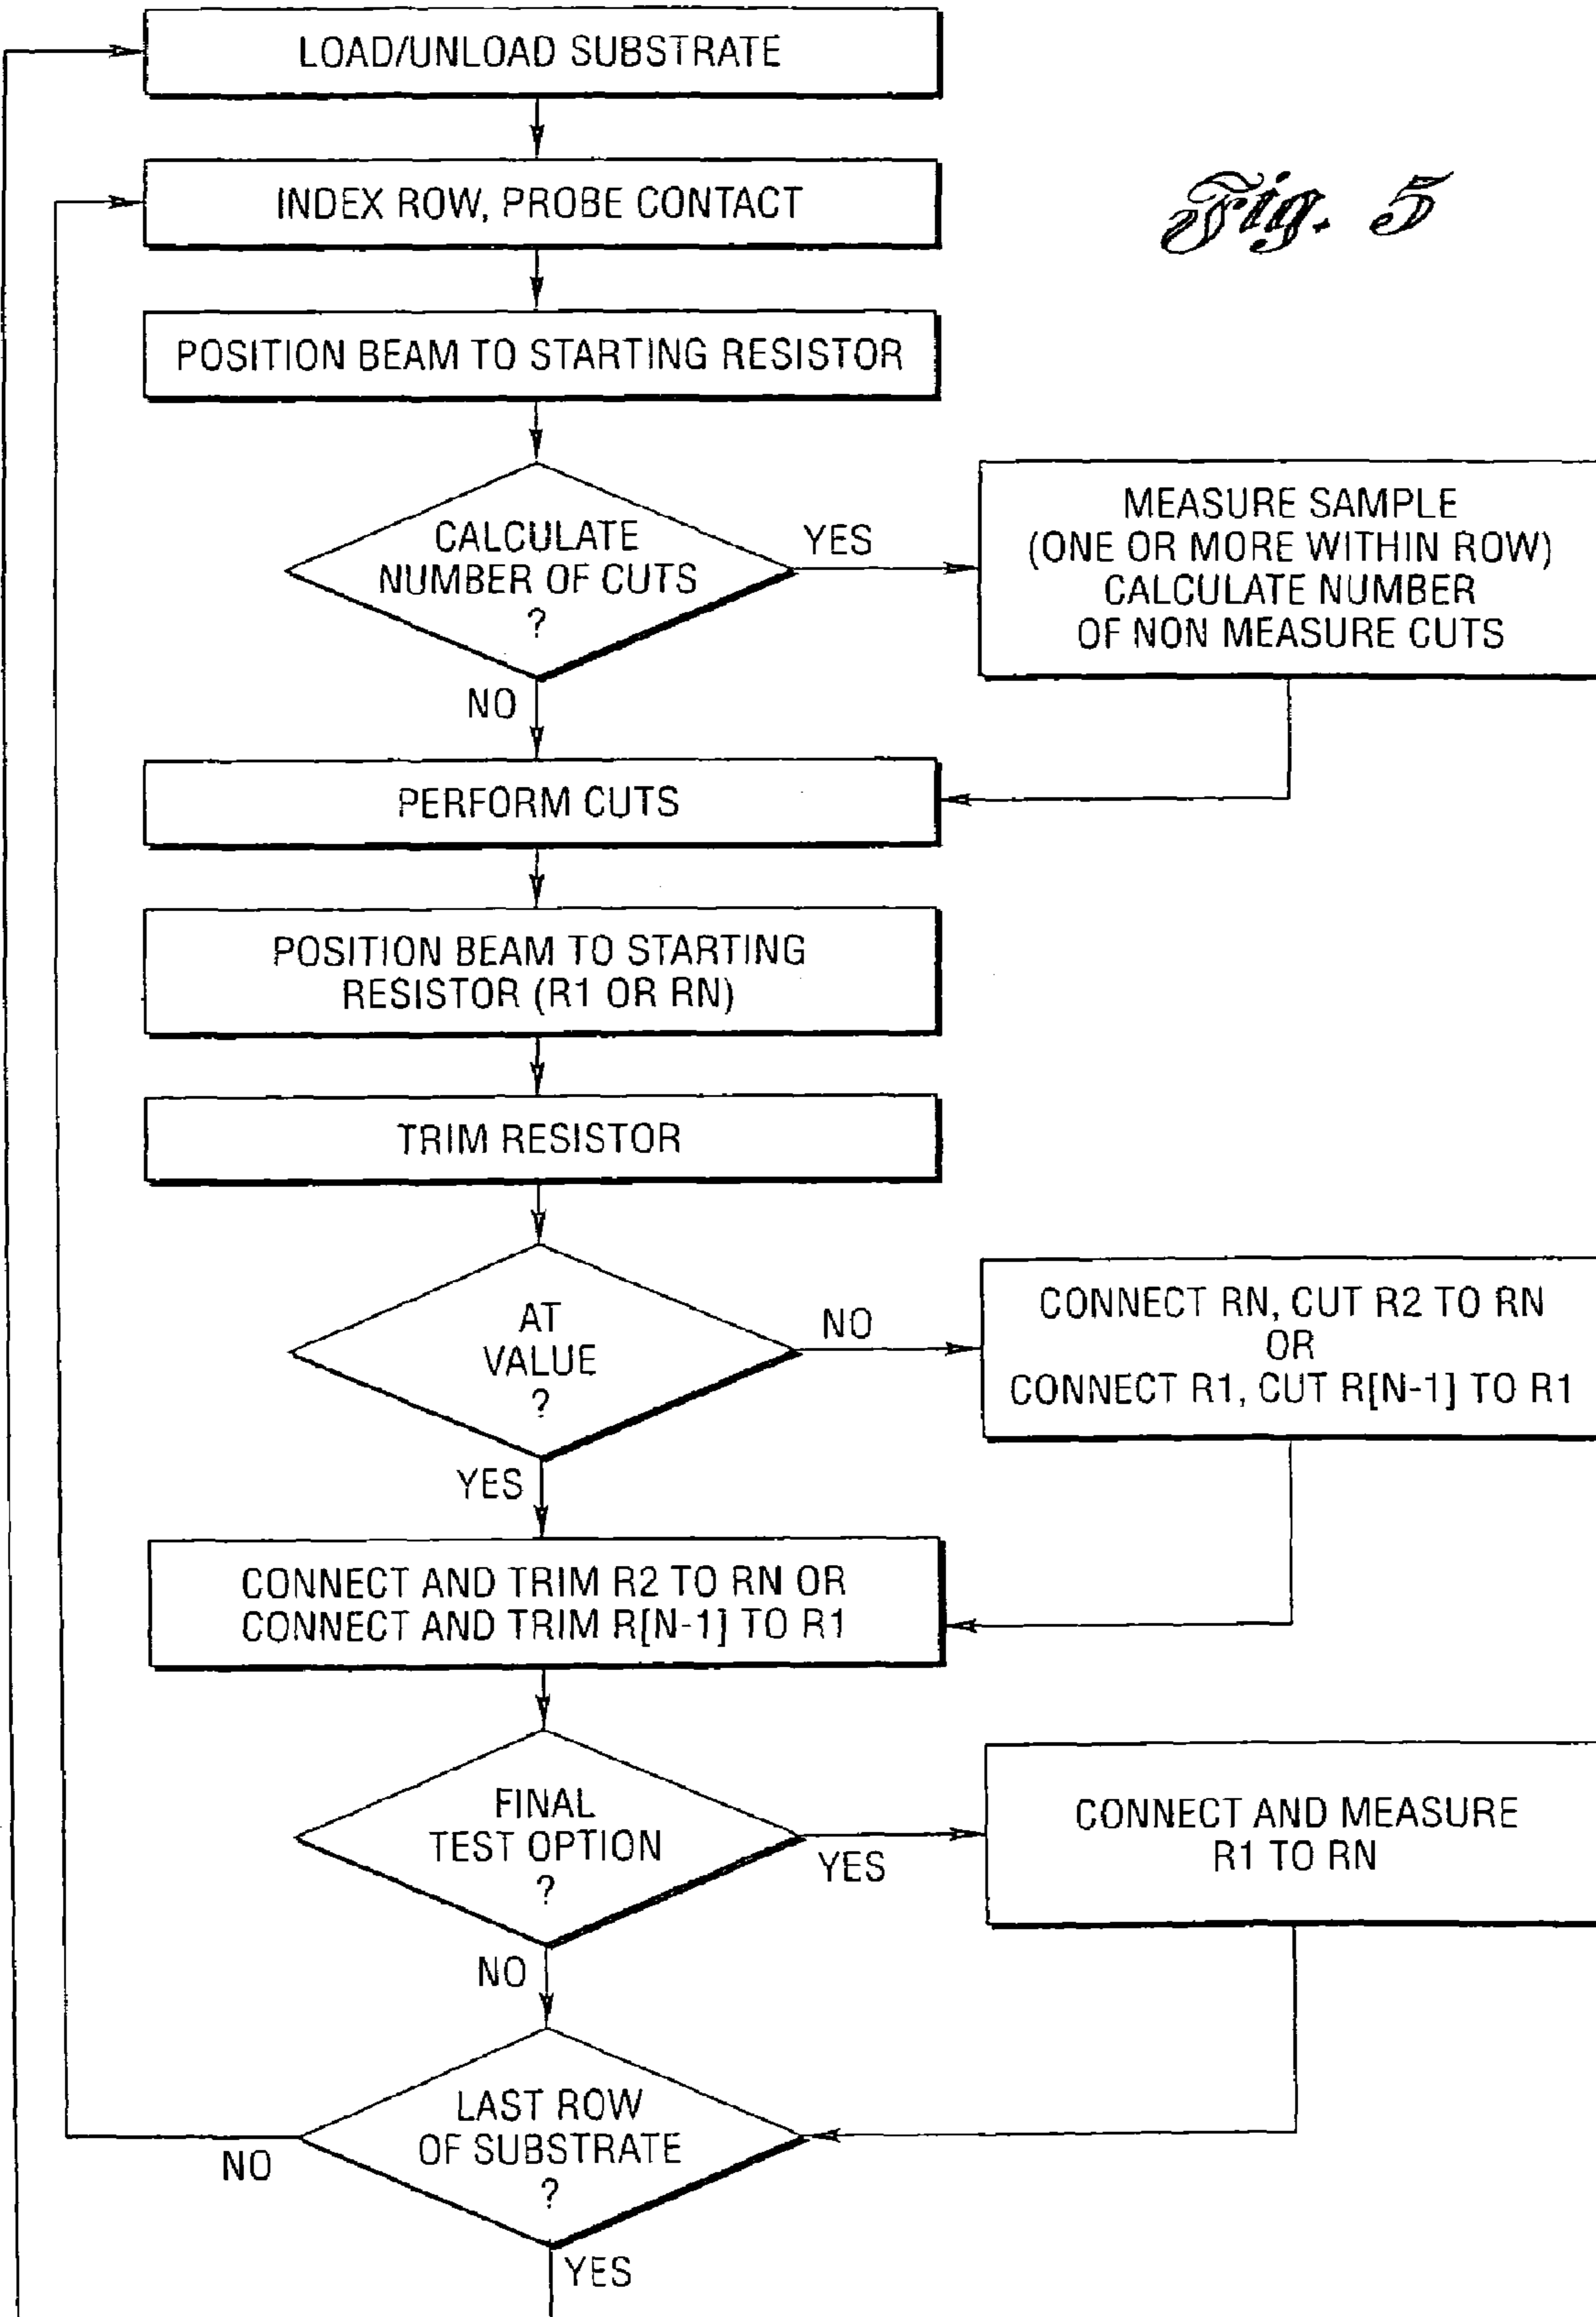 LOAD/UNLOAD SUBSTRATE
INDEX ROW, PROBE CONTACT
Fig. 5
POSITION BEAM TO STARTING RESISTOR
CALCULATE
NUMBER OF CUTS
?
YES
MEASURE SAMPLE
(ONE OR MORE WITHIN ROW)
CALCULATE NUMBER
OF NON MEASURE CUTS
NO
PERFORM CUTS
POSITION BEAM TO STARTING
RESISTOR (R1 OR RN)
TRIM RESISTOR
AT
VALUE
?
NO
CONNECT RN, CUT R2 TO RN
OR
CONNECT R1, CUT R[N-1] TO R1
YES
CONNECT AND TRIM R2 TO RN OR
CONNECT AND TRIM R[N-1] TO R1
FINAL
TEST OPTION
?
YES
CONNECT AND MEASURE
R1 TO RN
NO
LAST ROW
OF SUBSTRATE
?
NO
YES